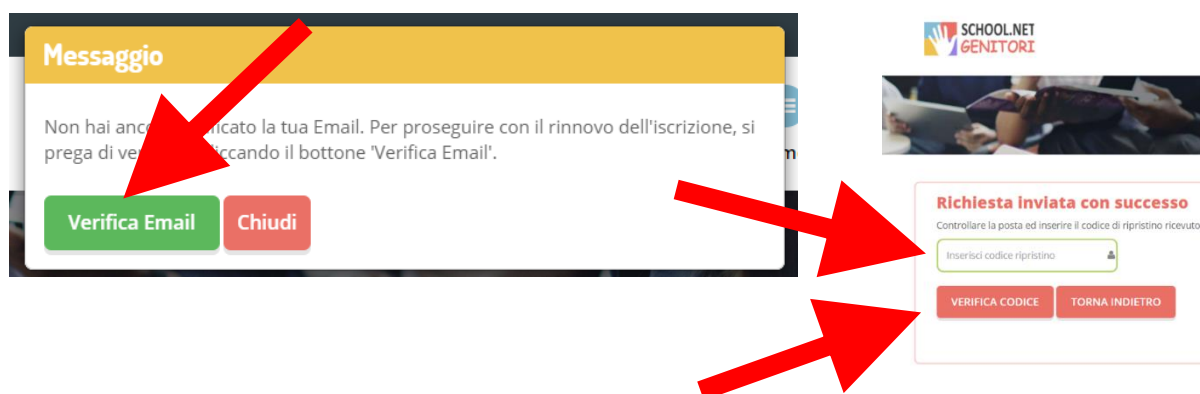 Messaggio
Non hai anc icato la tua Email. Per proseguire con il rinnovo dell'iscrizione, si
prega di ve iccando il bottone 'Verifica Email'.
Verifica Email Chiudi
SCHOOL.NET
GENITORI
Richiesta inviata con successo
Controllare la posta ed inserire il codice di ripristino ricevuto
Inserisci codice ripristino
VERIFICA CODICE TORNA INDIETRO